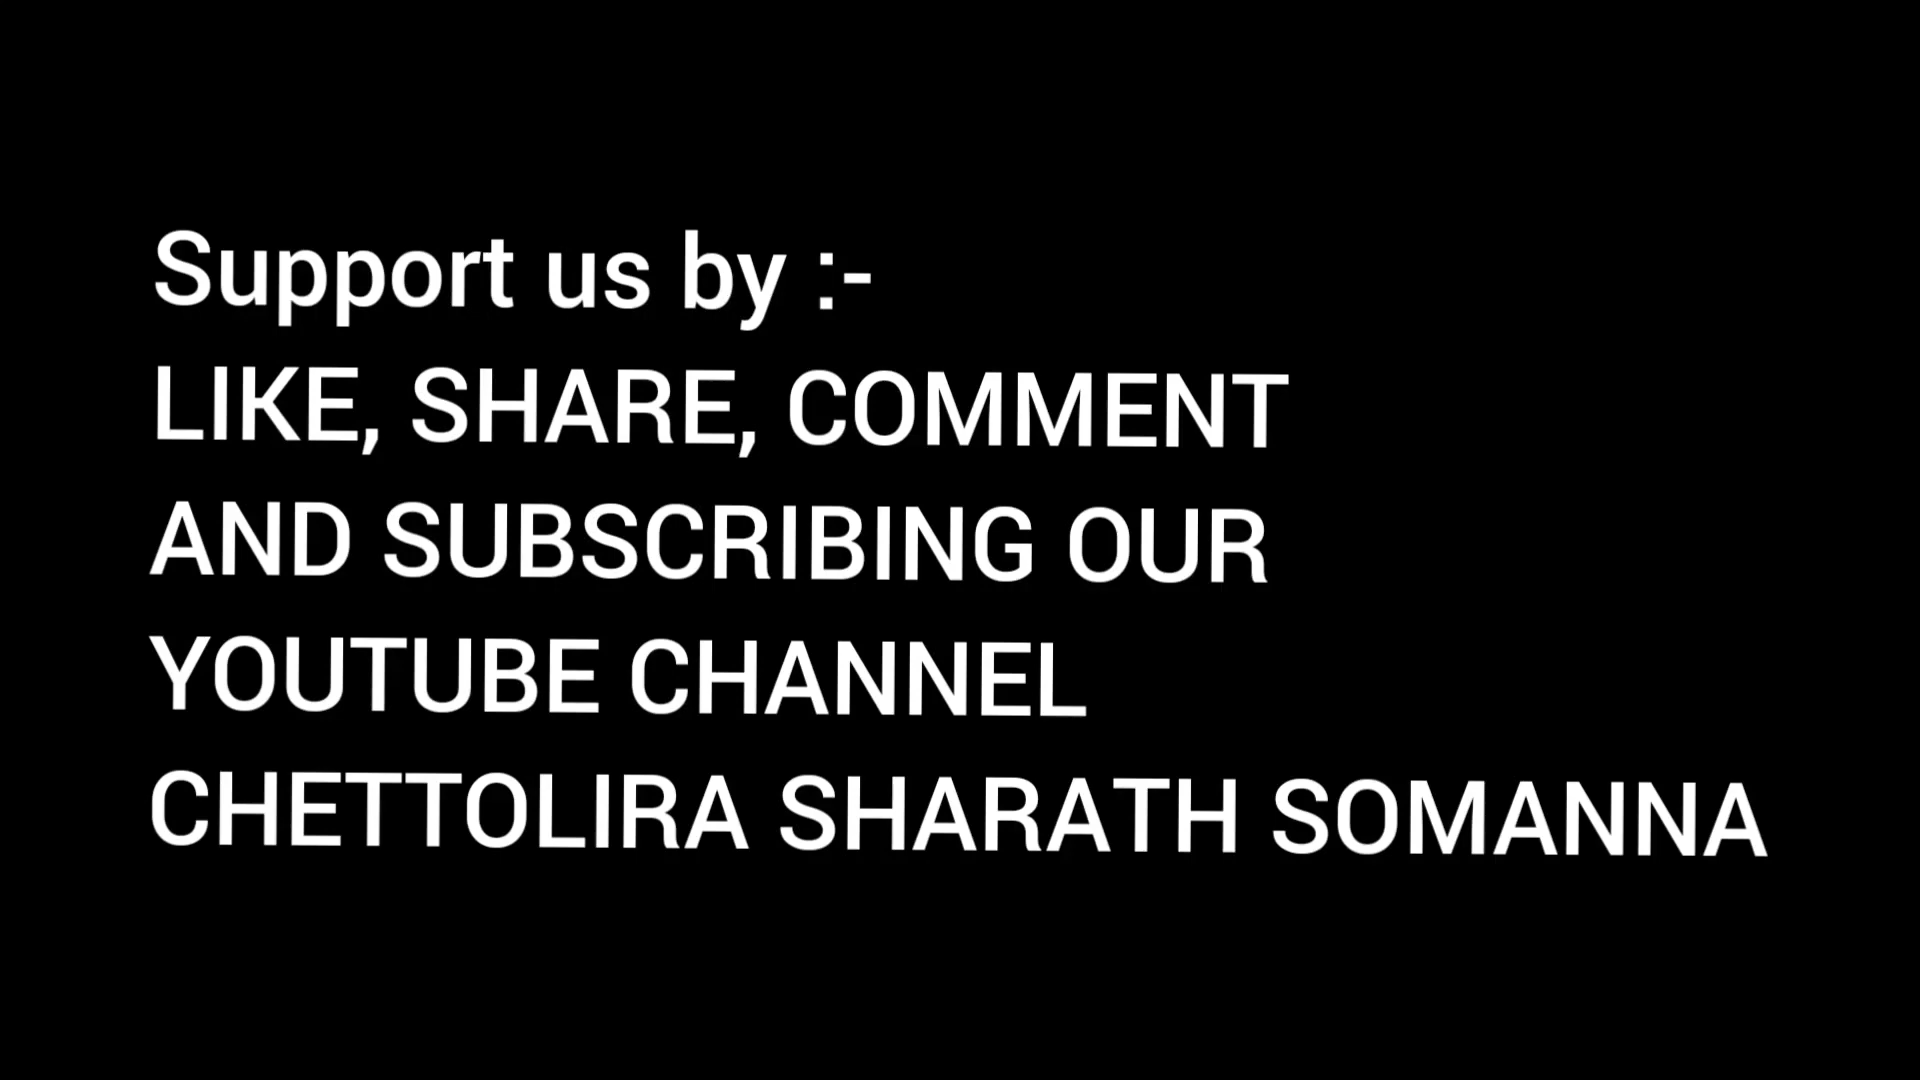 Support us by :-
LIKE, SHARE, COMMENT
AND SUBSCRIBING OUR
YOUTUBE CHANNEL
CHETTOLIRA SHARATH SOMANNA